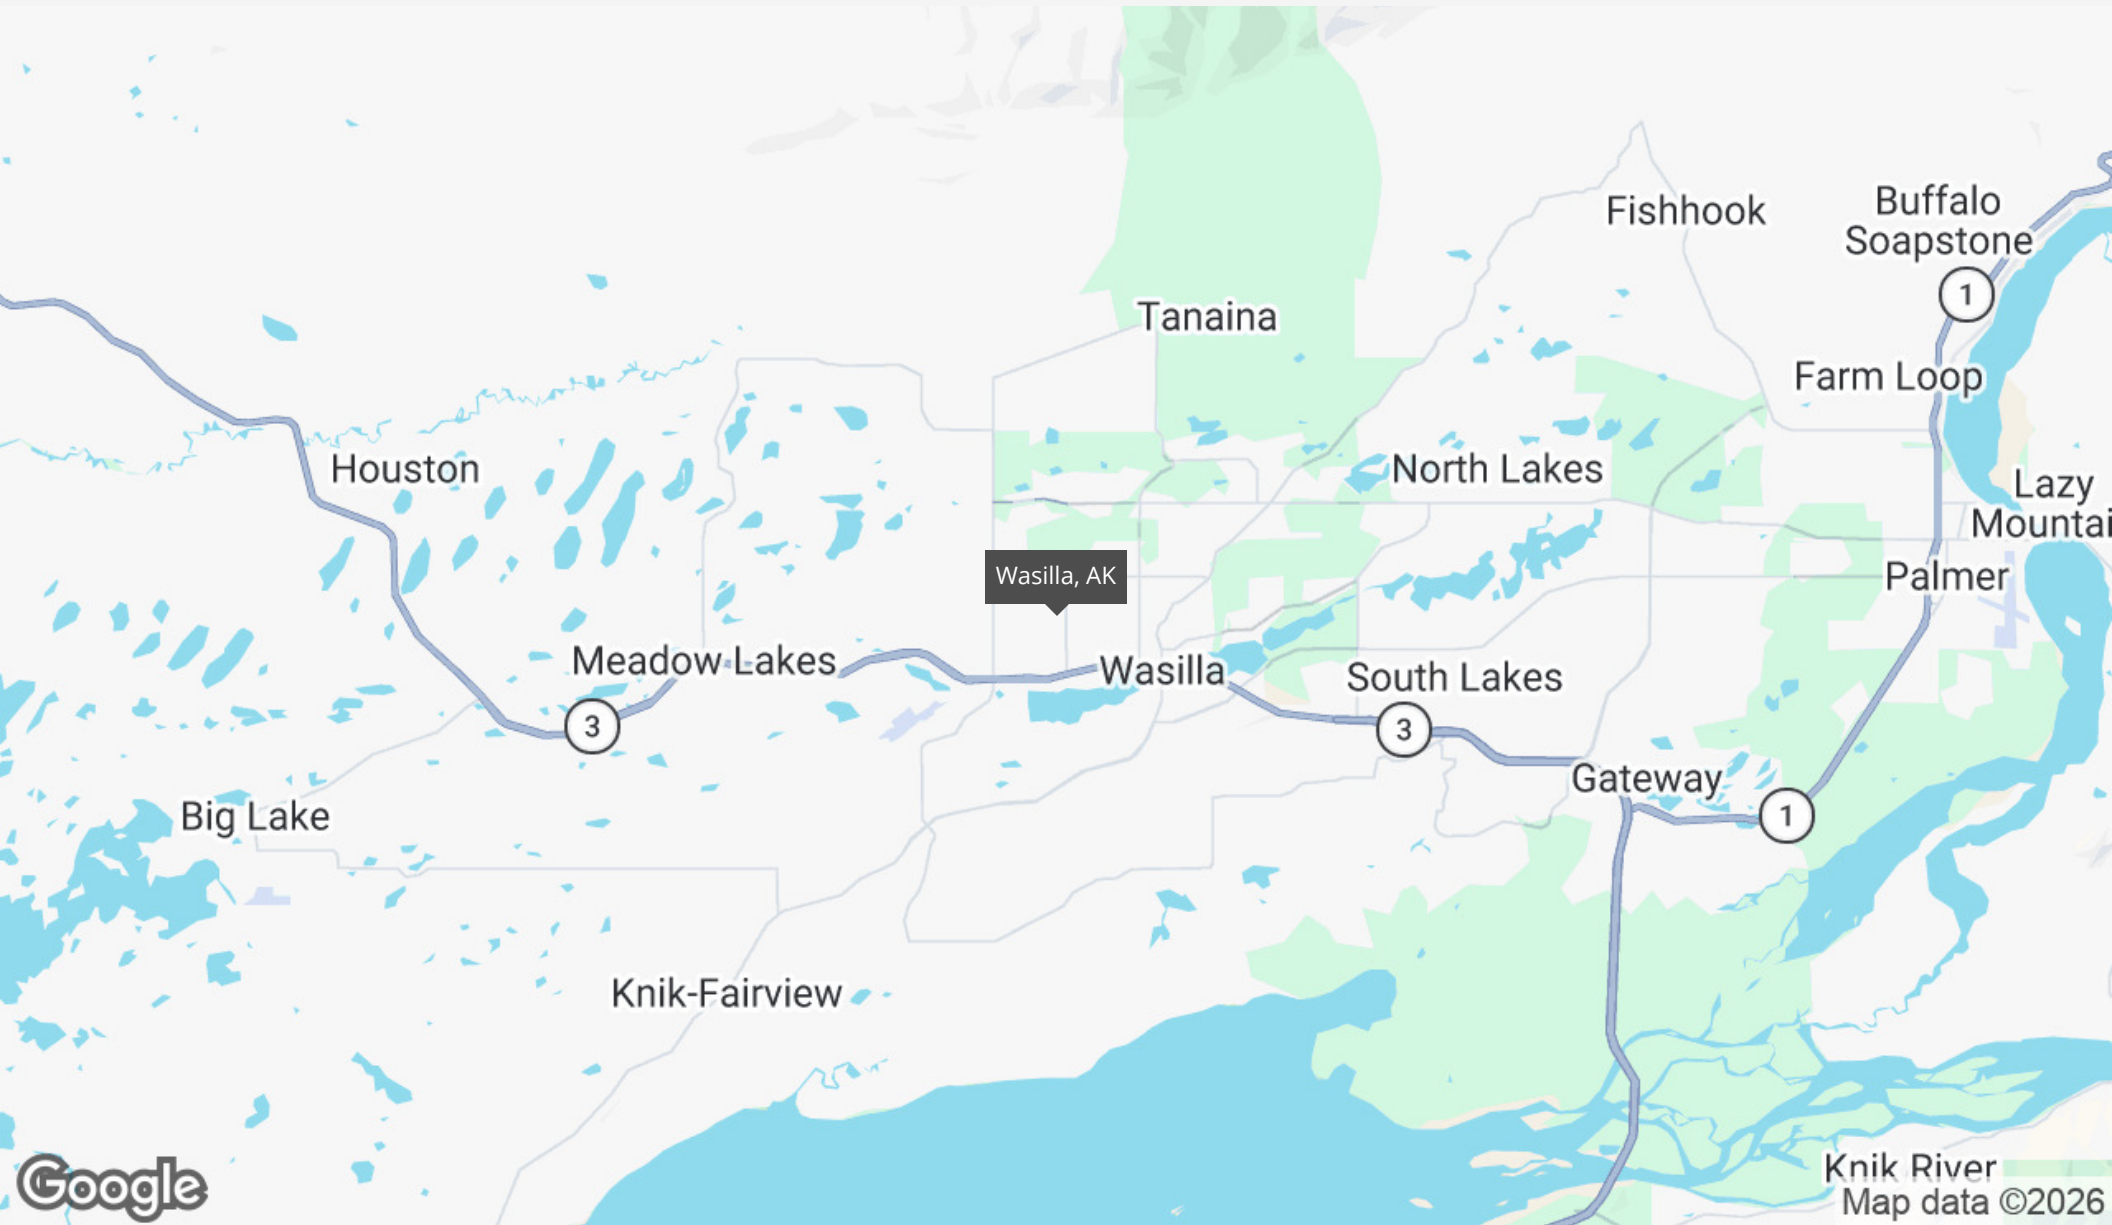 Fishhook
Buffalo
Soapstone
1
Tanaina
Farm Loop
Houston
North Lakes
Lazy
Mountai
Wasilla, AK
Palmer
Meadow Lakes
Wasilla
South Lakes
3
3
Gateway
1
Big Lake
Knik-Fairview
Knik River
Google
Map data ©2026